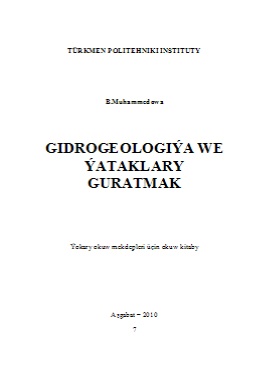 TÜRKMEN POLITEHNIKI INSTITUTY
B.Muhammedowa
GIDROGEOLOGIÝA WE
ÝATAKLARY
GURATMAK
Ýokary okuw mekdepleri üçin okuw kitaby
Aşgabat – 2010
7